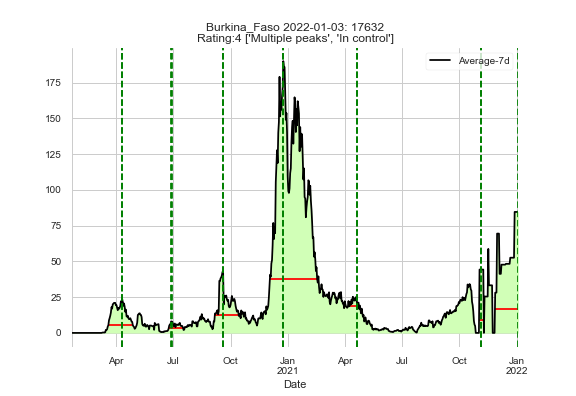 Burkina_Faso 2022-01-03: 17632
Rating:4 ['Multiple peaks', 'In control']
Average-7d
175
150
125
100
75
50
25
0
Apr Jul Oct Jan Apr Jul Oct Jan
2021 2022
Date